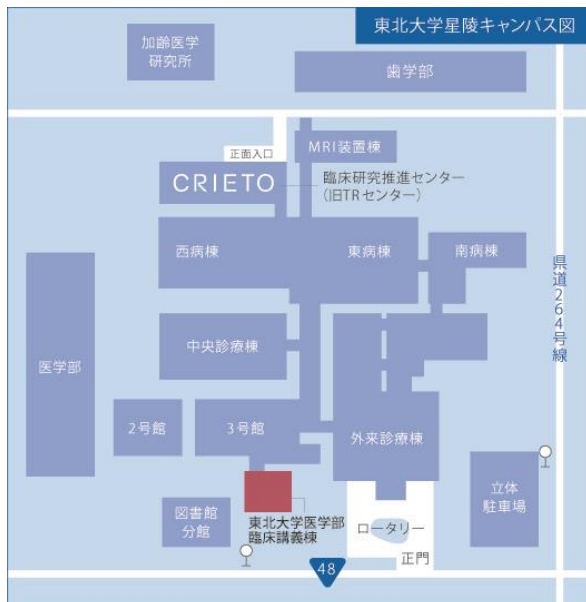 東北大学星陵キャンパス図
加齢医学
研究所
歯学部
正面入口
MRI装置棟
CRIETO
臨床研究推進センター
（旧TRセンター）
西病棟
東病棟
南病棟
県道264号線
中央診療棟
医学部
2号館
3号館
外来診療棟
立体
駐車場
図書館
分館
東北大学医学部
臨床講義棟
ロータリー
正門
48